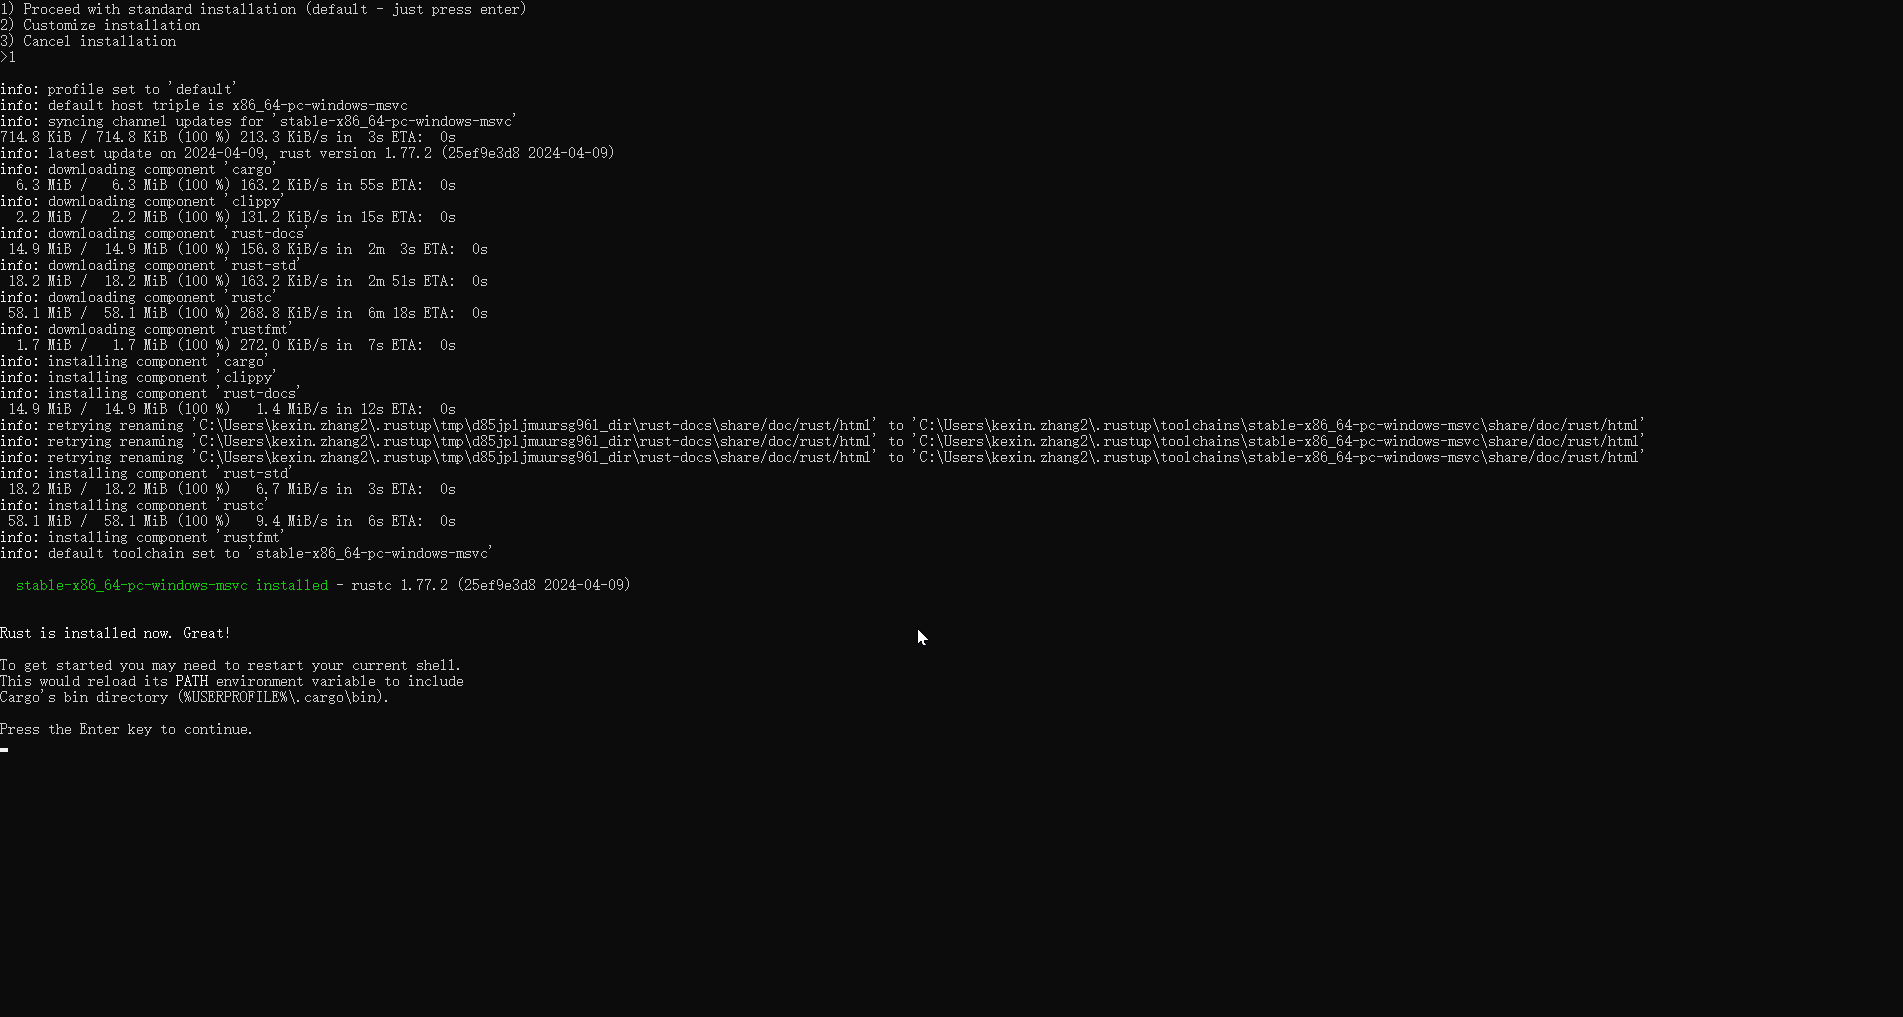 1) Proceed with standard installation (default - just press enter)
2) Customize installation
3) Cancel installation
>1
info: profile set to 'default'
info: default host triple is x86_64-pc-windows-msvc
info: syncing channel updates for 'stable-x86_64-pc-windows-msvc'
714.8 KiB / 714.8 KiB (100 %) 213.3 KiB/s in  3s ETA:  0s
info: latest update on 2024-04-09, rust version 1.77.2 (25ef9e3d8 2024-04-09)
info: downloading component 'cargo'
  6.3 MiB /   6.3 MiB (100 %) 163.2 KiB/s in 55s ETA:  0s
info: downloading component 'clippy'
  2.2 MiB /   2.2 MiB (100 %) 131.2 KiB/s in 15s ETA:  0s
info: downloading component 'rust-docs'
 14.9 MiB /  14.9 MiB (100 %) 156.8 KiB/s in  2m  3s ETA:  0s
info: downloading component 'rust-std'
 18.2 MiB /  18.2 MiB (100 %) 163.2 KiB/s in  2m 51s ETA:  0s
info: downloading component 'rustc'
 58.1 MiB /  58.1 MiB (100 %) 268.8 KiB/s in  6m 18s ETA:  0s
info: downloading component 'rustfmt'
  1.7 MiB /   1.7 MiB (100 %) 272.0 KiB/s in  7s ETA:  0s
info: installing component 'cargo'
info: installing component 'clippy'
info: installing component 'rust-docs'
 14.9 MiB /  14.9 MiB (100 %)   1.4 MiB/s in 12s ETA:  0s
info: retrying renaming 'C:\Users\kexin.zhang2\.rustup\tmp\d85jpljmuursg96l_dir\rust-docs\share/doc/rust/html' to 'C:\Users\kexin.zhang2\.rustup\toolchains\stable-x86_64-pc-windows-msvc\share/doc/rust/html'
info: retrying renaming 'C:\Users\kexin.zhang2\.rustup\tmp\d85jpljmuursg96l_dir\rust-docs\share/doc/rust/html' to 'C:\Users\kexin.zhang2\.rustup\toolchains\stable-x86_64-pc-windows-msvc\share/doc/rust/html'
info: retrying renaming 'C:\Users\kexin.zhang2\.rustup\tmp\d85jpljmuursg96l_dir\rust-docs\share/doc/rust/html' to 'C:\Users\kexin.zhang2\.rustup\toolchains\stable-x86_64-pc-windows-msvc\share/doc/rust/html'
info: installing component 'rust-std'
 18.2 MiB /  18.2 MiB (100 %)   6.7 MiB/s in  3s ETA:  0s
info: installing component 'rustc'
 58.1 MiB /  58.1 MiB (100 %)   9.4 MiB/s in  6s ETA:  0s
info: installing component 'rustfmt'
info: default toolchain set to 'stable-x86_64-pc-windows-msvc'
  stable-x86_64-pc-windows-msvc installed - rustc 1.77.2 (25ef9e3d8 2024-04-09)
Rust is installed now. Great!
To get started you may need to restart your current shell.
This would reload its PATH environment variable to include
Cargo's bin directory (%USERPROFILE%\.cargo\bin).
Press the Enter key to continue.